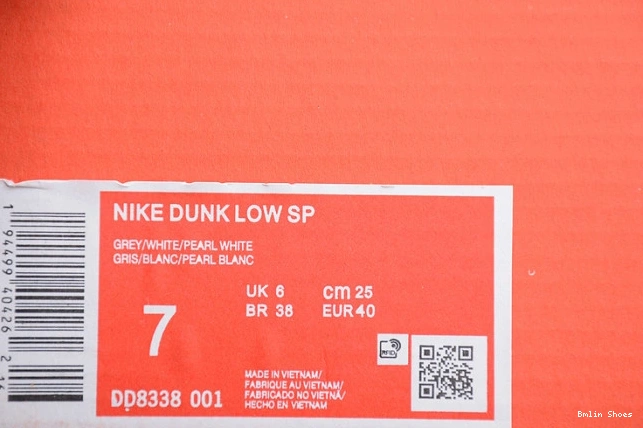 NIKE DUNK LOW SP
GREY/WHITE/PEARL WHITE
GRIS/BLANC/PEARL BLANC
7
UK 6 cm 25
BR 38 EUR 40
RFID
MADE IN VIETNAM/
FABRIQUE AU VIETNAM/
FABRICADO NO VIETNÃ/
HECHO EN VIETNAM
DD8338 001
1 94499 40426 2
Bmlin Shoes